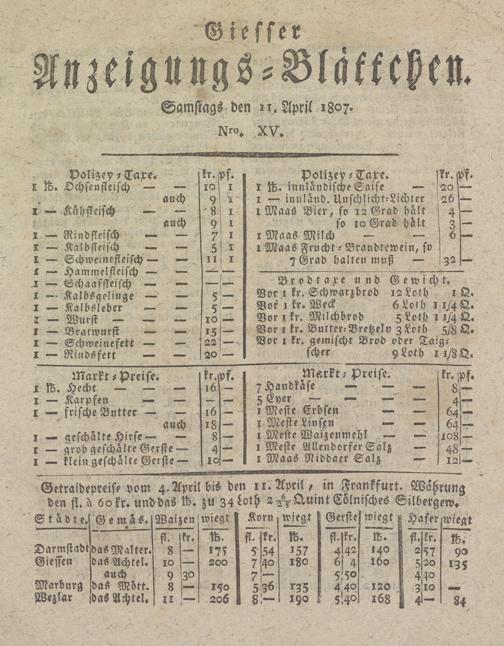 Giesser
Anzeigungs-Blättchen.
Samstags den 11. April 1807.
Nro. XV.
Polizey-Taxe. kr. pf.
1 ℔. Ochsenfleisch — — 10 1
auch 9 1
1 — Kühfleisch — — 8 1
auch 9 1
1 — Rindfleisch — — 7 1
1 — Kalbfleisch — — 5 1
1 — Schweinefleisch — — 11 1
1 — Hammelfleisch — — —
1 — Schaaffleisch — — —
1 — Kalbsgelinge — — 5 —
1 — Kalbsleber — — 5 —
1 — Wurst — — 10 —
1 — Bratwurst — — 15 —
1 — Schweinefett — — 22 —
1 — Rindsfett — — 20 —
Polizey-Taxe. kr. pf.
1 ℔. innländische Saife — 20 —
1 — innländ. Unschlicht-Lichter 26 —
1 Maas Bier, so 12 Grad hält 4 —
so 10 Grad hält 3 —
1 Maas Milch — — 6 —
1 Maas Frucht-Brandtewein, so
7 Grad halten muß — 32 —
Brodtaxe und Gewicht.
Vor 1 kr. Schwarzbrod 12 Loth 1 Q.
Vor 1 kr. Weck 6 Loth 1 1/4 Q.
Vor 1 kr. Milchbrod 5 Loth 1 1/4 Q.
Vor 1 kr. Butter-Bretzeln 3 Loth 5/8 Q.
Vor 1 kr. gemischt Brod oder Taig-
scher 9 Loth 1 1/8 Q.
Markt-Preise. kr. pf.
1 ℔. Hecht — — 16 —
1 — Karpfen — —
1 — frische Butter — — 16 —
auch 18 —
1 — geschälte Hirse — — 8 —
1 — grob geschälte Gerste — 4 —
1 — klein geschälte Gerste — 10 —
Markt-Preise. kr. pf.
7 Handkäse — — 8 —
5 Eyer — — 4 —
1 Meste Erbsen — — 64 —
1 Meste Linsen — — 64 —
1 Meste Waizenmehl — — 108 —
1 Meste Allendorfer Salz — 48 —
1 Maas Niddaer Salz — 12 —
Getraidepreise vom 4. April bis den 11. April, in Frankfurt. Währung
den fl. à 60 kr. und das ℔. zu 34 Loth Quint Cölnisches Silbergew.
Städte. Gemäs. Waizen wiegt Korn wiegt Gerste wiegt Hafer wiegt
fl. kr. ℔. fl. kr. ℔. fl. kr. ℔. fl. kr. ℔.
Darmstadt das Malter. 8 — 175 5 54 157 4 42 140 2 57 90
Giessen das Achtel. 10 — 200 7 40 180 6 4 160 5 20 135
auch 9 30 7 — 5 50 4 40
Marburg das Mött. 8 — 150 5 36 135 4 40 120 3 10 —
Wezlar das Achtel. 11 — 206 8 — 190 5 40 168 4 — 84